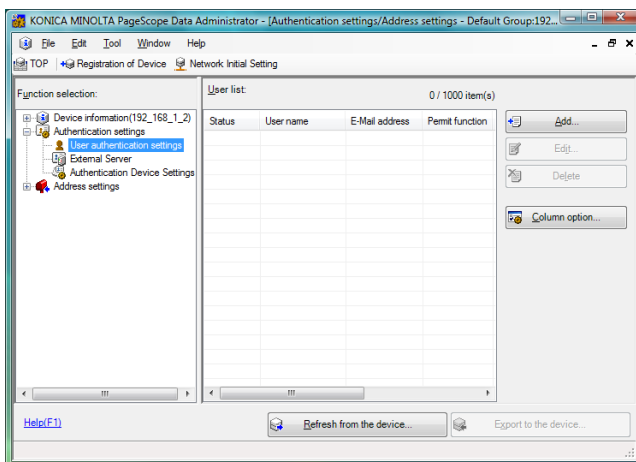 KONICA MINOLTA PageScope Data Administrator - [Authentication settings/Address settings - Default Group:192...
File Edit Tool Window Help
TOP Registration of Device Network Initial Setting
Function selection:
User list:
0 / 1000 item(s)
Device information(192_168_1_2)
Authentication settings
User authentication settings
External Server
Authentication Device Settings
Address settings
Status User name E-Mail address Permit function
Add...
Edit...
Delete
Column option...
Help(F1)
Refresh from the device...
Export to the device...